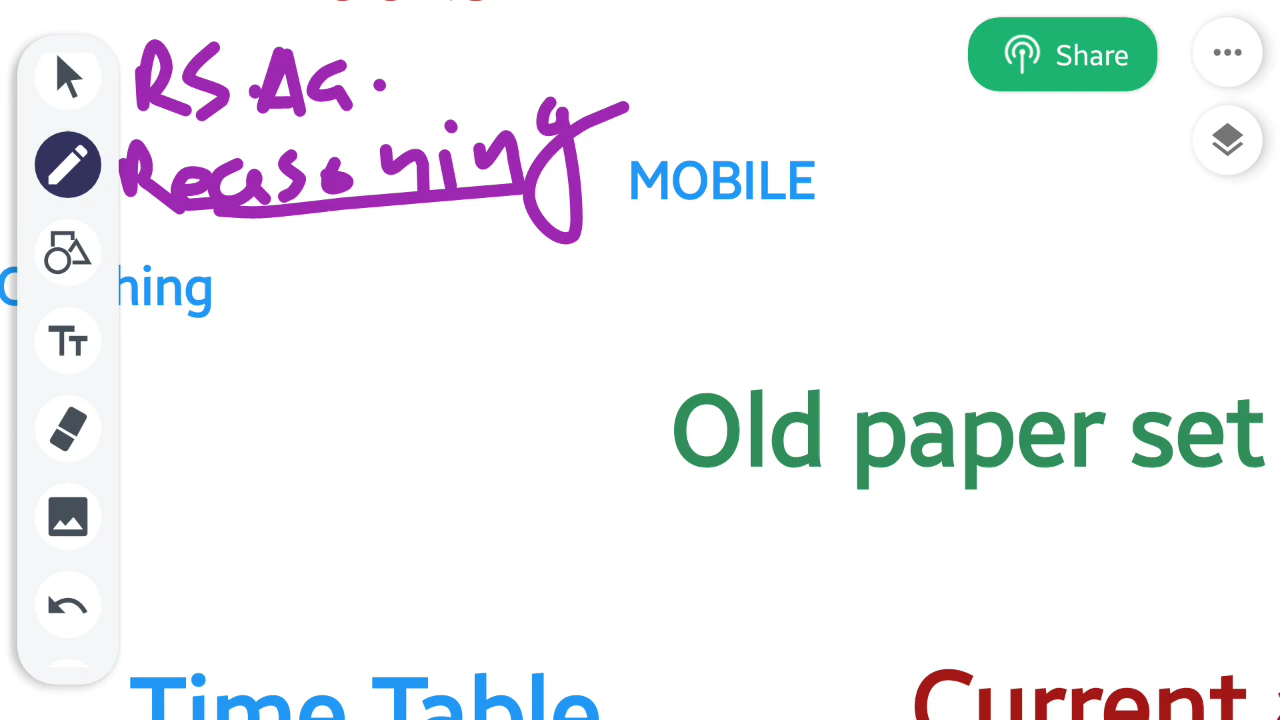 RS.AG.
Share
Reasoning
MOBILE
hing
Old paper set
Time Table
Current